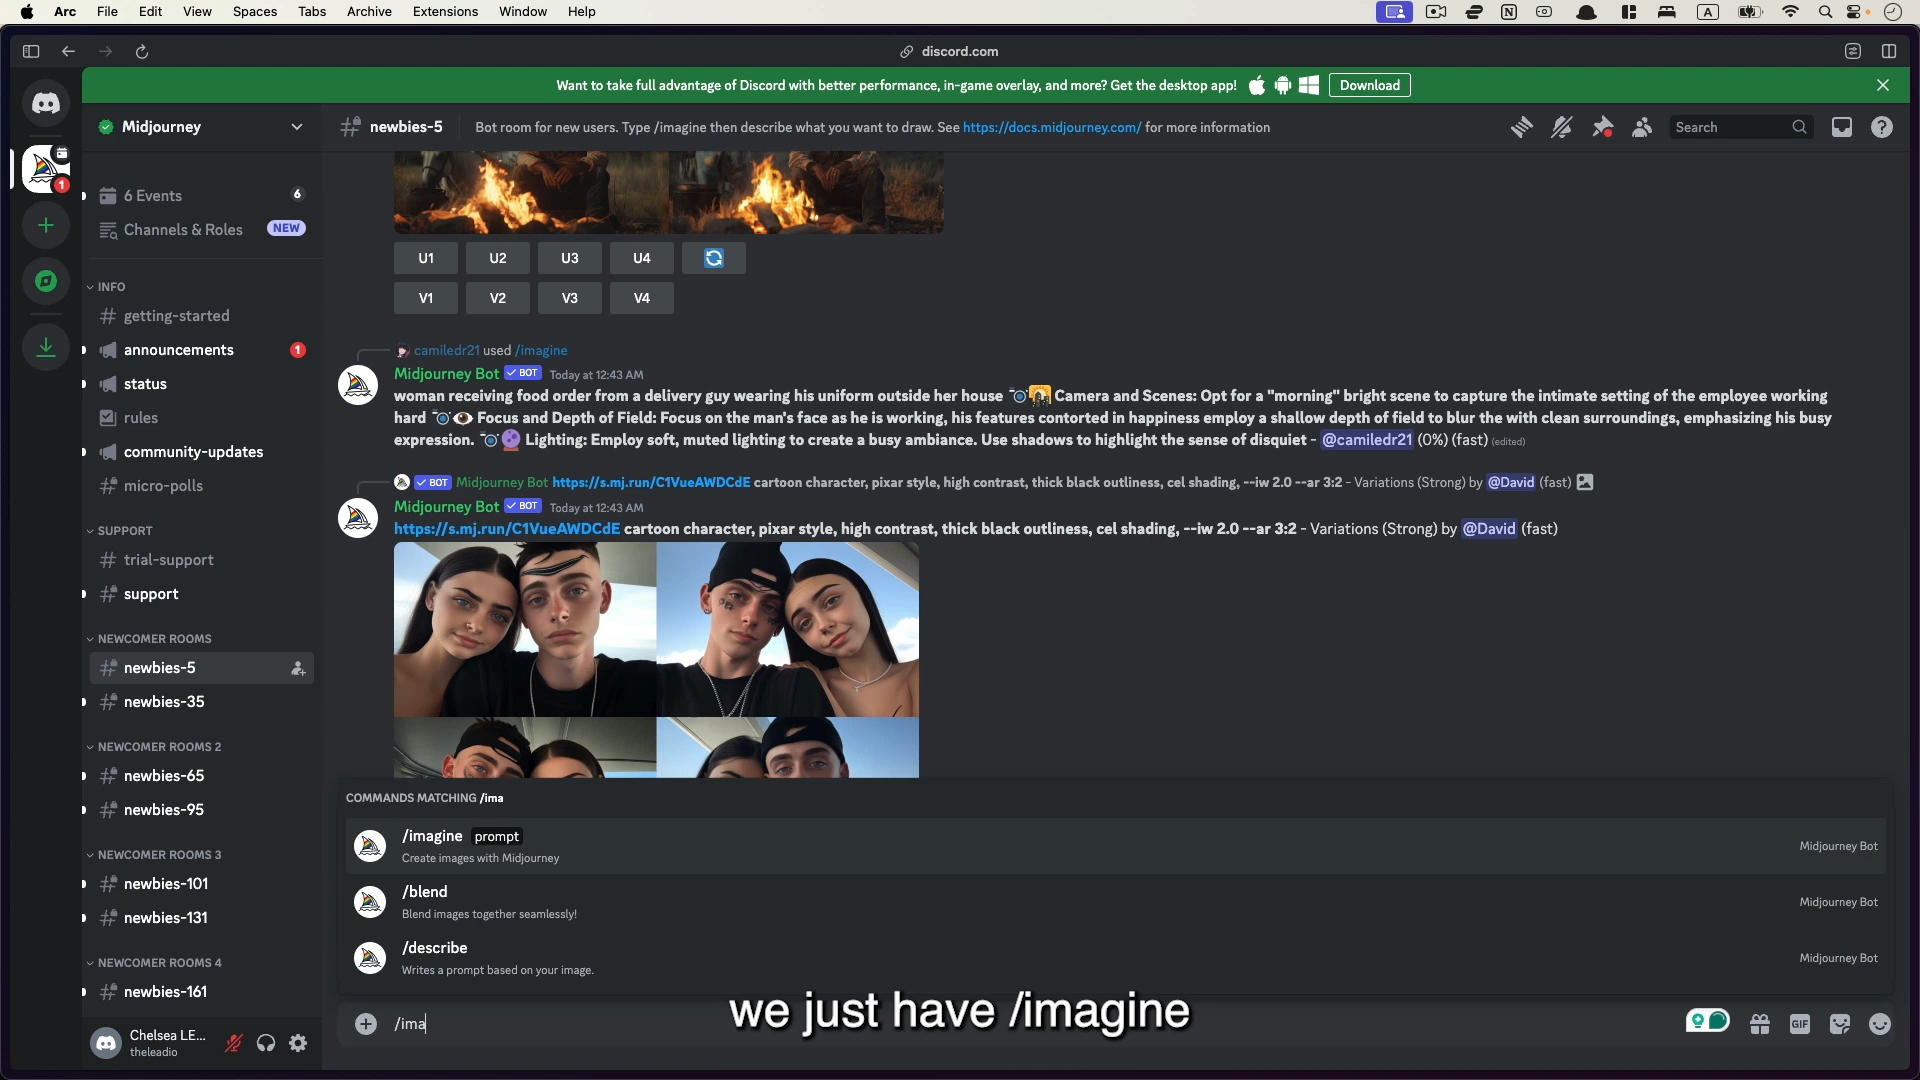 Arc File Edit View Spaces Tabs Archive Extensions Window Help
discord.com
Want to take full advantage of Discord with better performance, in-game overlay, and more? Get the desktop app! Download
Midjourney
newbies-5 Bot room for new users. Type /imagine then describe what you want to draw. See https://docs.midjourney.com/ for more information
Search
1
6 Events 6
Channels & Roles NEW
INFO
getting-started
announcements 1
status
rules
community-updates
micro-polls
SUPPORT
trial-support
support
NEWCOMER ROOMS
newbies-5
newbies-35
NEWCOMER ROOMS 2
newbies-65
newbies-95
NEWCOMER ROOMS 3
newbies-101
newbies-131
NEWCOMER ROOMS 4
newbies-161
Chelsea LE...
theleadio
U1 U2 U3 U4
V1 V2 V3 V4
camiledr21 used /imagine
Midjourney Bot BOT Today at 12:43 AM
woman receiving food order from a delivery guy wearing his uniform outside her house 📷🌇 Camera and Scenes: Opt for a "morning" bright scene to capture the intimate setting of the employee working
hard 📷👁️ Focus and Depth of Field: Focus on the man's face as he is working, his features contorted in happiness employ a shallow depth of field to blur the with clean surroundings, emphasizing his busy
expression. 📷🔮 Lighting: Employ soft, muted lighting to create a busy ambiance. Use shadows to highlight the sense of disquiet - @camiledr21 (0%) (fast) (edited)
BOT Midjourney Bot https://s.mj.run/C1VueAWDCdE cartoon character, pixar style, high contrast, thick black outliness, cel shading, --iw 2.0 --ar 3:2 - Variations (Strong) by @David (fast)
Midjourney Bot BOT Today at 12:43 AM
https://s.mj.run/C1VueAWDCdE cartoon character, pixar style, high contrast, thick black outliness, cel shading, --iw 2.0 --ar 3:2 - Variations (Strong) by @David (fast)
COMMANDS MATCHING /ima
/imagine prompt
Create images with Midjourney
Midjourney Bot
/blend
Blend images together seamlessly!
Midjourney Bot
/describe
Writes a prompt based on your image.
Midjourney Bot
/ima
GIF
we just have /imagine